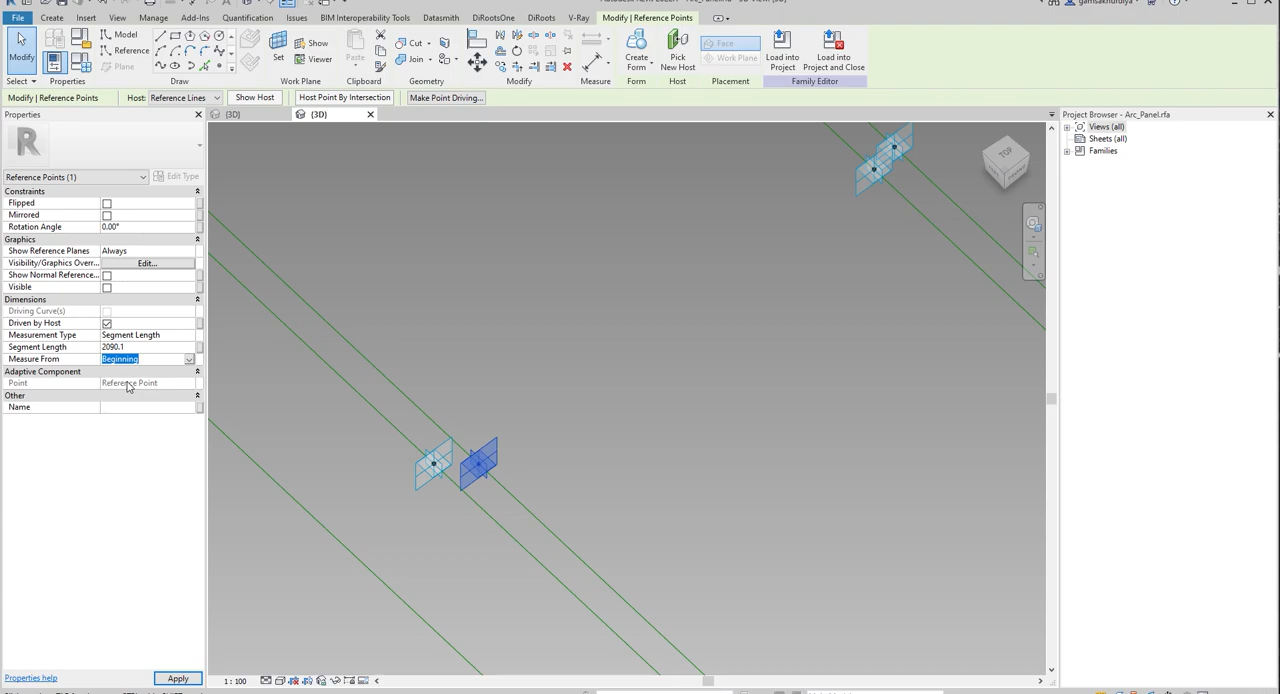 File Architecture Insert View Manage Add-Ins Quantification Issues BIM Interoperability Tools Datasmith DiRootsOne DiRoots V-Ray Modify | Reference Points
Modify
Select
Properties
Model
Reference
Plane
Draw
Set
Show
Viewer
Work Plane
Paste
Clipboard
Cut
Join
Geometry
Modify
Measure
Create
Form
Form
Pick
New Host
Host
Face
Work Plane
Placement
Load into
Project
Load into
Project and Close
Family Editor
Modify | Reference Points Host: Reference Lines Show Host Host Point By Intersection Make Point Driving...
Properties
(3D) (3D)
Reference Points (1) Edit Type
Constraints
Flipped
Mirrored
Rotation Angle 0.00°
Graphics
Show Reference Planes Always
Visibility/Graphics Overr... Edit...
Show Normal Reference...
Visible
Dimensions
Driving Curve(s)
Driven by Host
Measurement Type Segment Length
Segment Length 2090.1
Measure From Beginning
Adaptive Component
Point Reference Point
Other
Name
Properties help Apply
TOP
1 : 100
Project Browser - Arc_Panel.rfa
Views (all)
Sheets (all)
Families